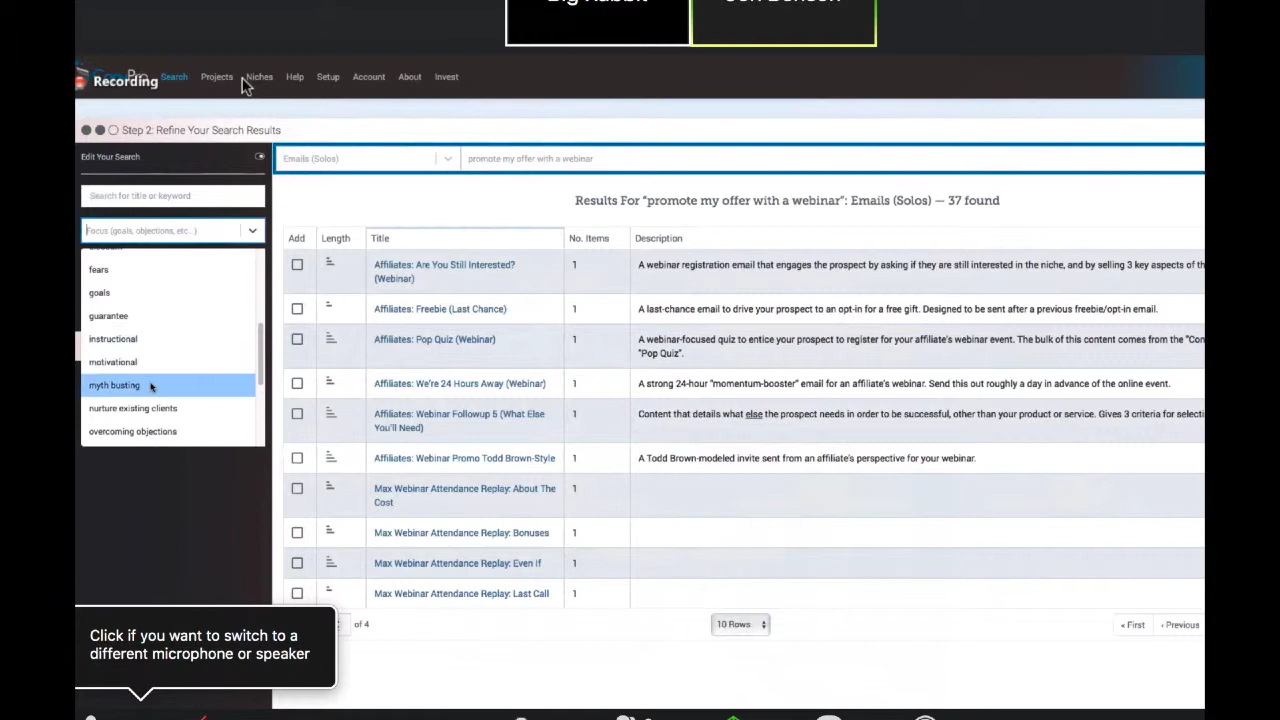 Recording
Search Projects Niches Help Setup Account About Invest
Step 2: Refine Your Search Results
Edit Your Search
Emails (Solos)
promote my offer with a webinar
Search for title or keyword
Results For "promote my offer with a webinar": Emails (Solos) — 37 found
Focus (goals, objections, etc..)
fears
goals
guarantee
instructional
motivational
myth busting
nurture existing clients
overcoming objections
Add Length Title No. Items Description
Affiliates: Are You Still Interested? 1 A webinar registration email that engages the prospect by asking if they are still interested in the niche, and by selling 3 key aspects of th
(Webinar)
Affiliates: Freebie (Last Chance) 1 A last-chance email to drive your prospect to an opt-in for a free gift. Designed to be sent after a previous freebie/opt-in email.
Affiliates: Pop Quiz (Webinar) 1 A webinar-focused quiz to entice your prospect to register for your affiliate's webinar event. The bulk of this content comes from the "Con
"Pop Quiz".
Affiliates: We're 24 Hours Away (Webinar) 1 A strong 24-hour "momentum-booster" email for an affiliate's webinar. Send this out roughly a day in advance of the online event.
Affiliates: Webinar Followup 5 (What Else 1 Content that details what else the prospect needs in order to be successful, other than your product or service. Gives 3 criteria for selecti
You'll Need)
Affiliates: Webinar Promo Todd Brown-Style 1 A Todd Brown-modeled invite sent from an affiliate's perspective for your webinar.
Max Webinar Attendance Replay: About The 1
Cost
Max Webinar Attendance Replay: Bonuses 1
Max Webinar Attendance Replay: Even If 1
Max Webinar Attendance Replay: Last Call 1
of 4
10 Rows
‹ First ‹ Previous
Click if you want to switch to a
different microphone or speaker